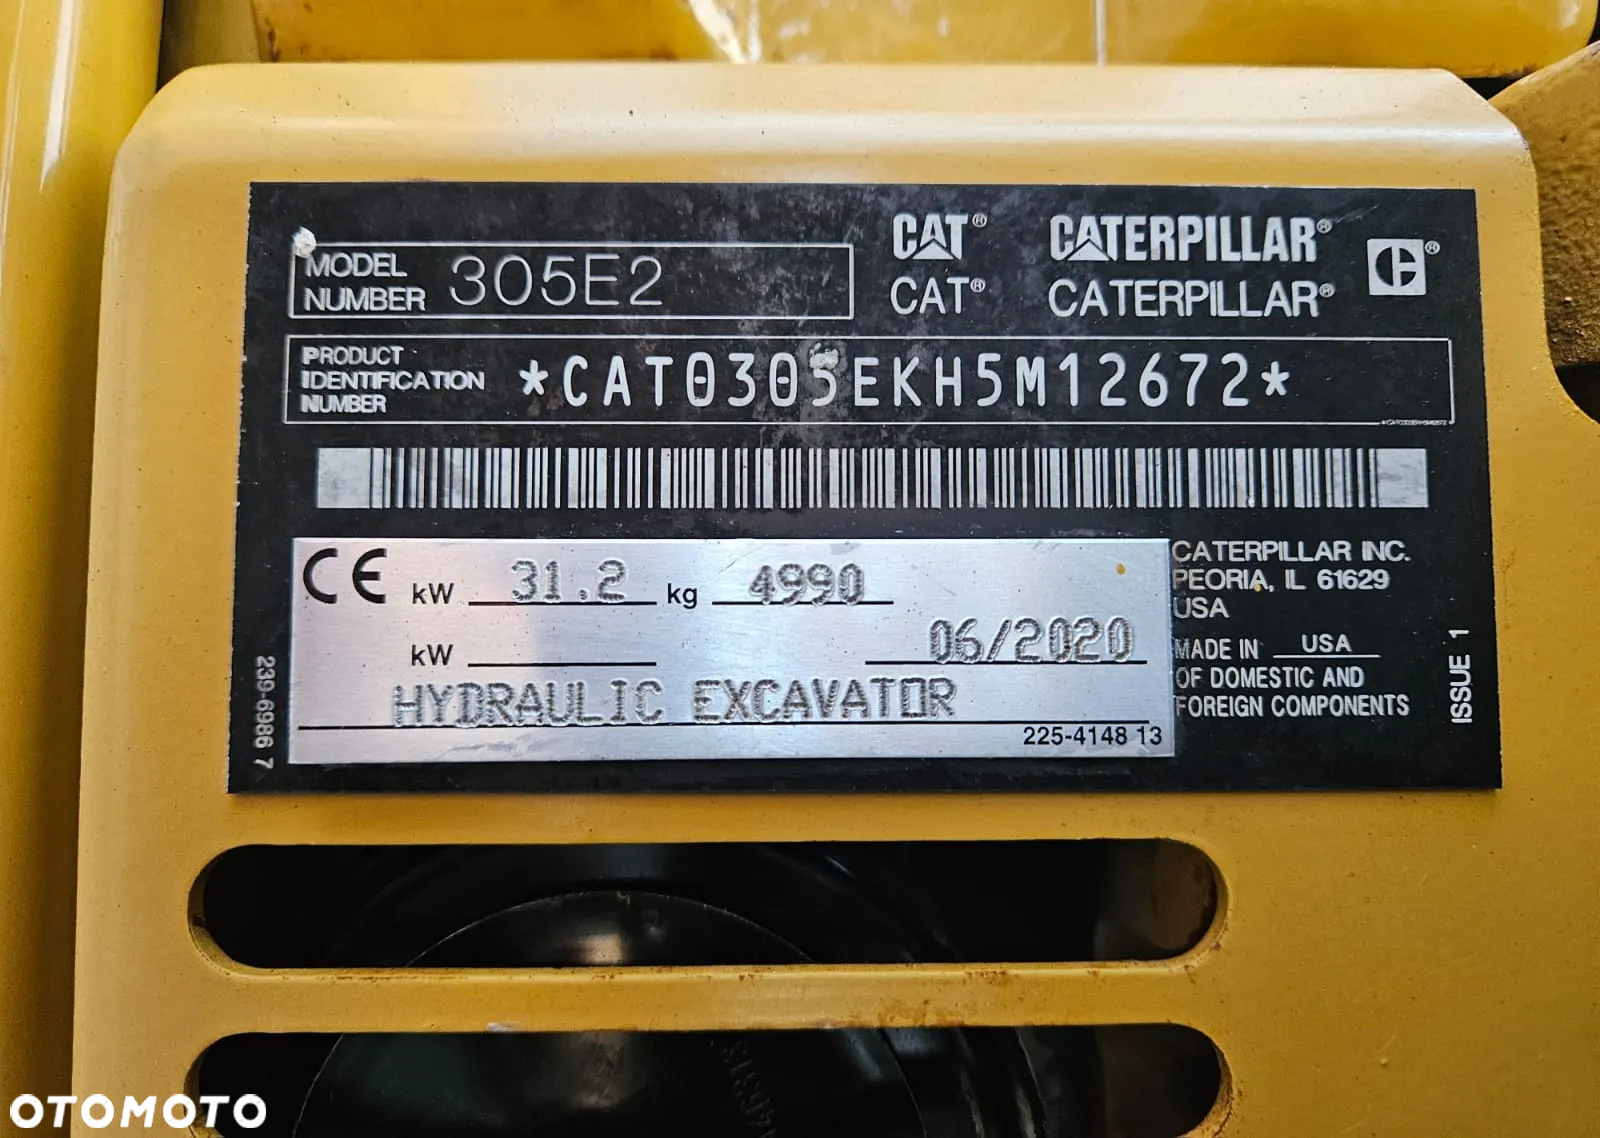 MODEL NUMBER 305E2
CAT® CATERPILLAR®
CAT® CATERPILLAR®
PRODUCT IDENTIFICATION NUMBER *CAT0305EKH5M12672*
*CAT0305EKH5M12672*
CE kW 31.2 kg 4990
kW 06/2020
HYDRAULIC EXCAVATOR
225-4148 13
CATERPILLAR INC.
PEORIA, IL 61629
USA
MADE IN USA
OF DOMESTIC AND
FOREIGN COMPONENTS
ISSUE 1
239-6986 7
OTOMOTO